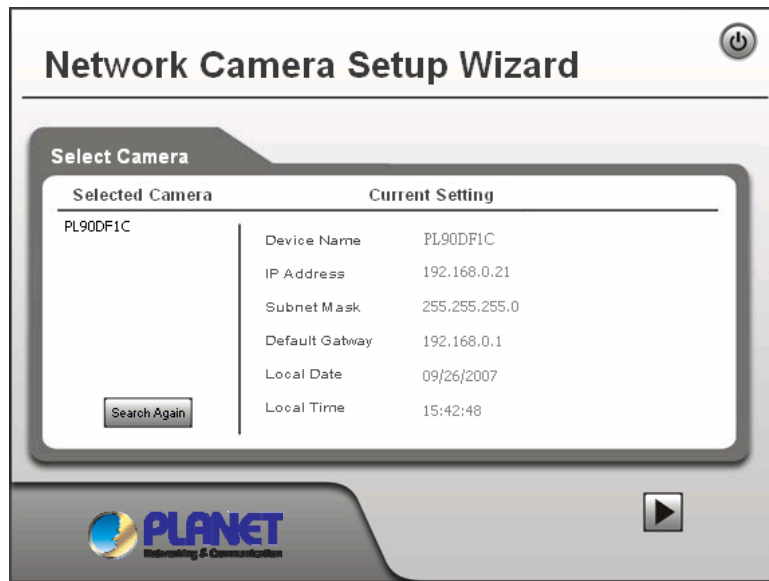 Network Camera Setup Wizard
Select Camera
Selected Camera
Current Setting
PL90DF1C
Device Name PL90DF1C
IP Address 192.168.0.21
Subnet Mask 255.255.255.0
Default Gatway 192.168.0.1
Local Date 09/26/2007
Local Time 15:42:48
Search Again
PLANET
Networking & Communication